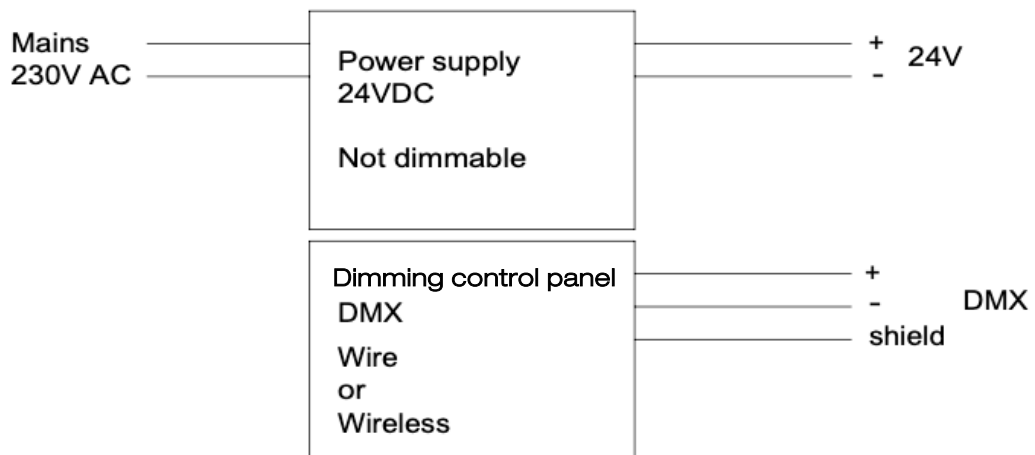 Mains
230V AC
Power supply
24VDC
Not dimmable
+
-
24V
Dimming control panel
DMX
Wire
or
Wireless
+
-
shield
DMX